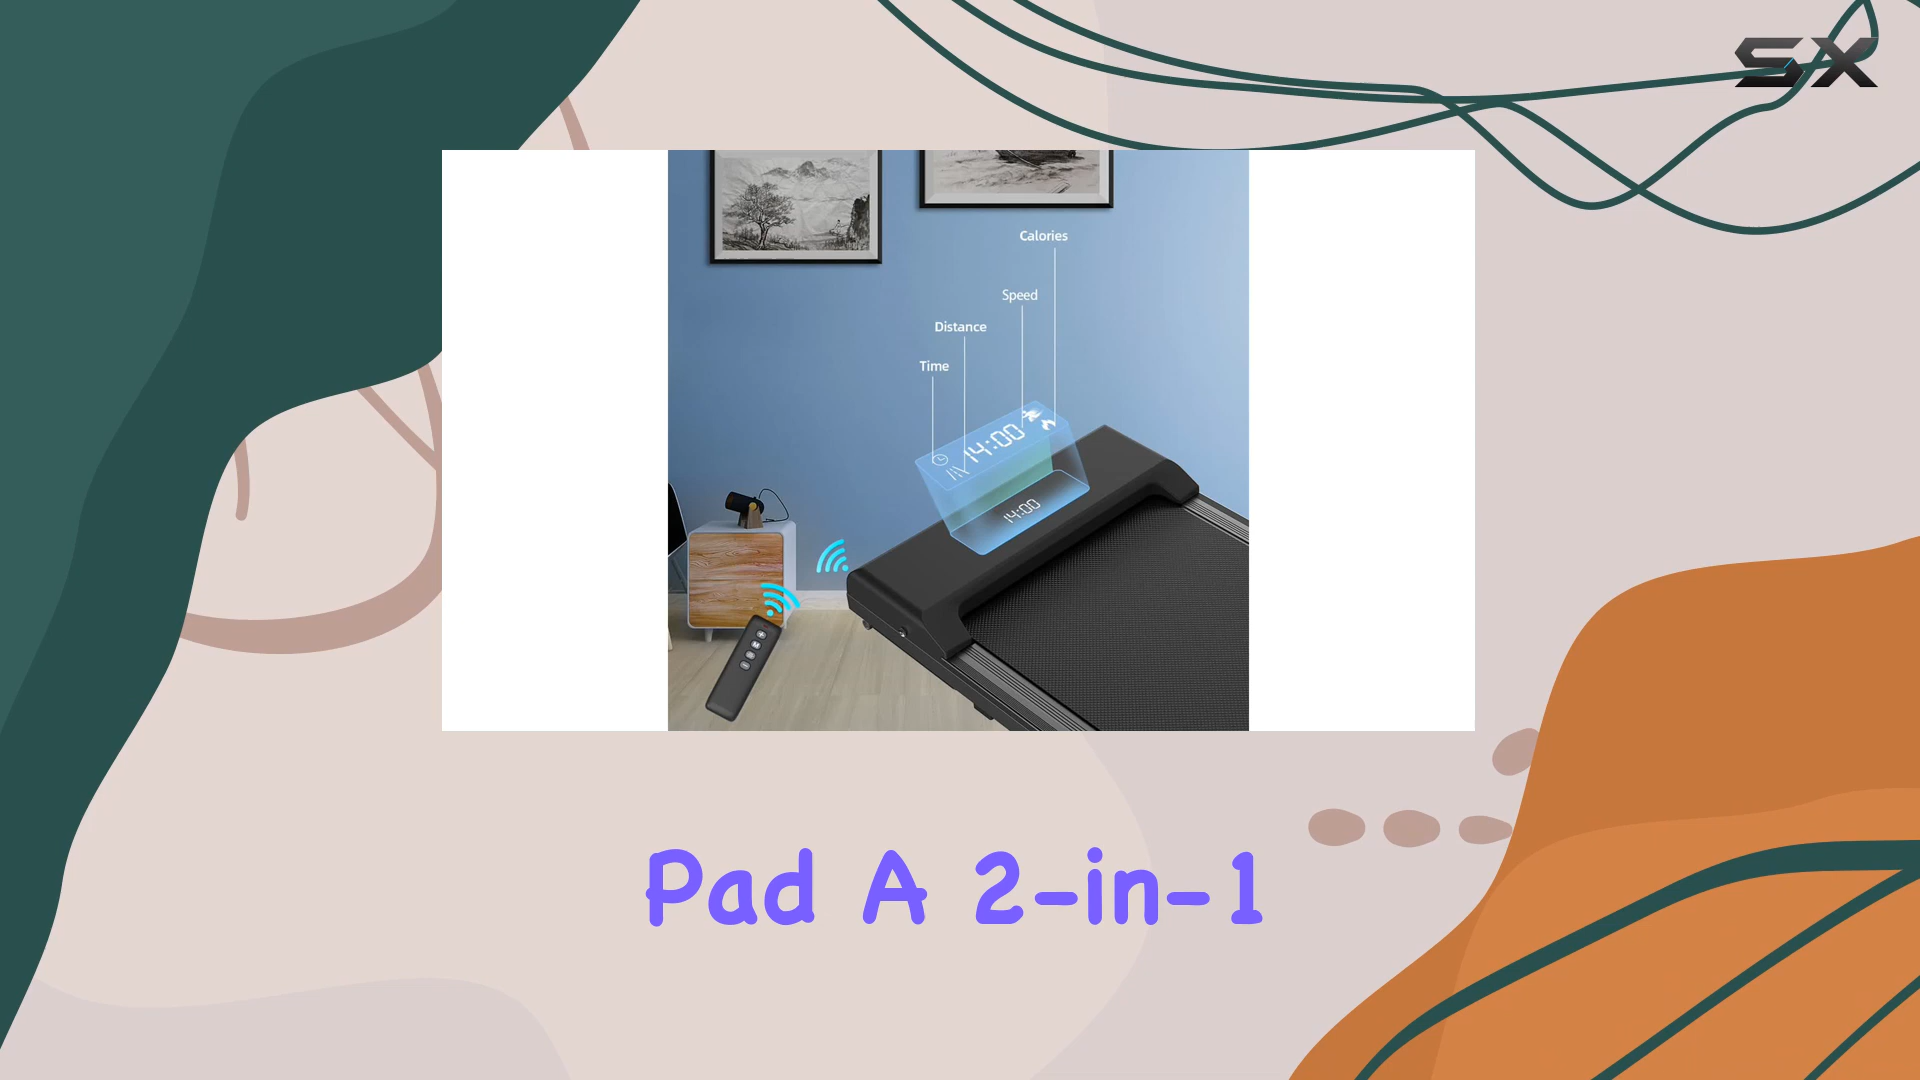 SX
Calories
Speed
Distance
Time
14:00
14:00
Pad A 2-in-1